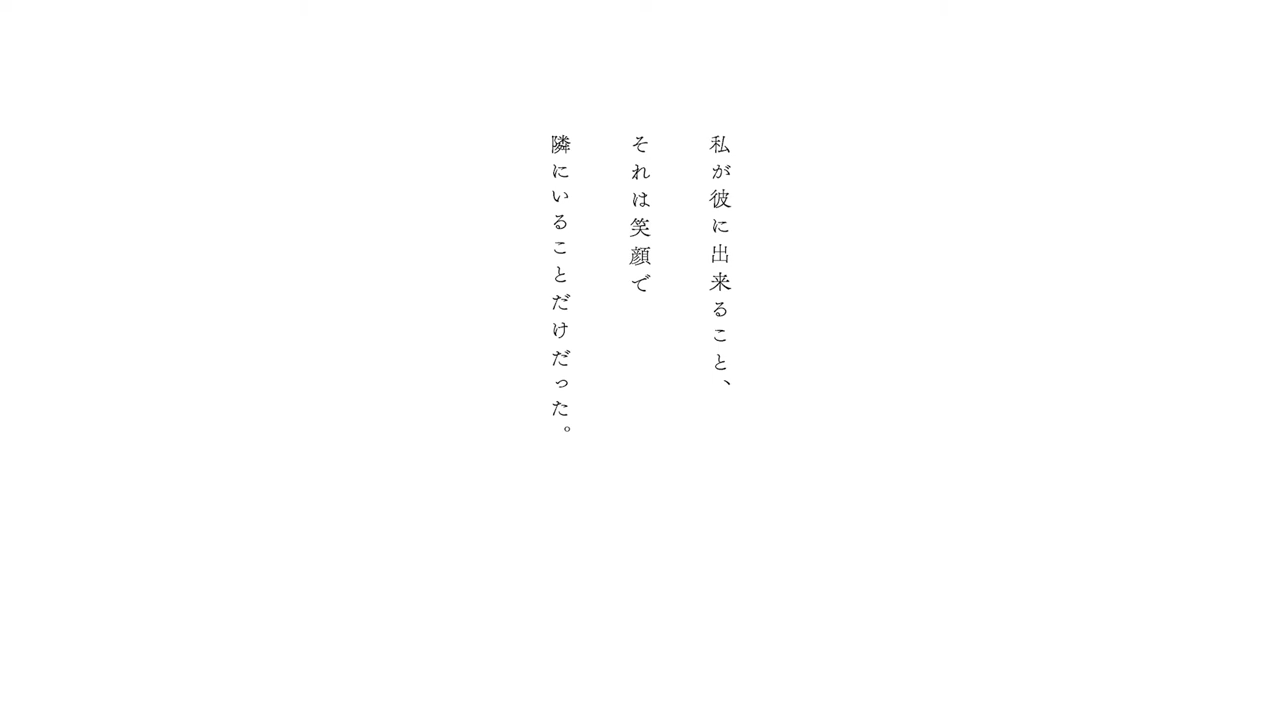 私が彼に出来ること、
それは笑顔で
隣にいることだけだった。